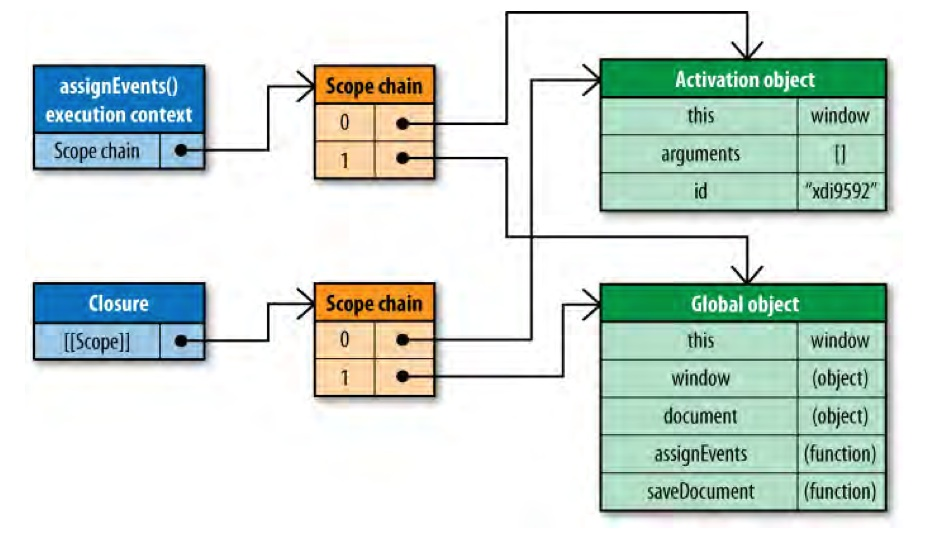 assignEvents()
execution context
Scope chain
Scope chain
0
1
Activation object
this window
arguments []
id "xdi9592"
Closure
[[Scope]]
Scope chain
0
1
Global object
this window
window (object)
document (object)
assignEvents (function)
saveDocument (function)